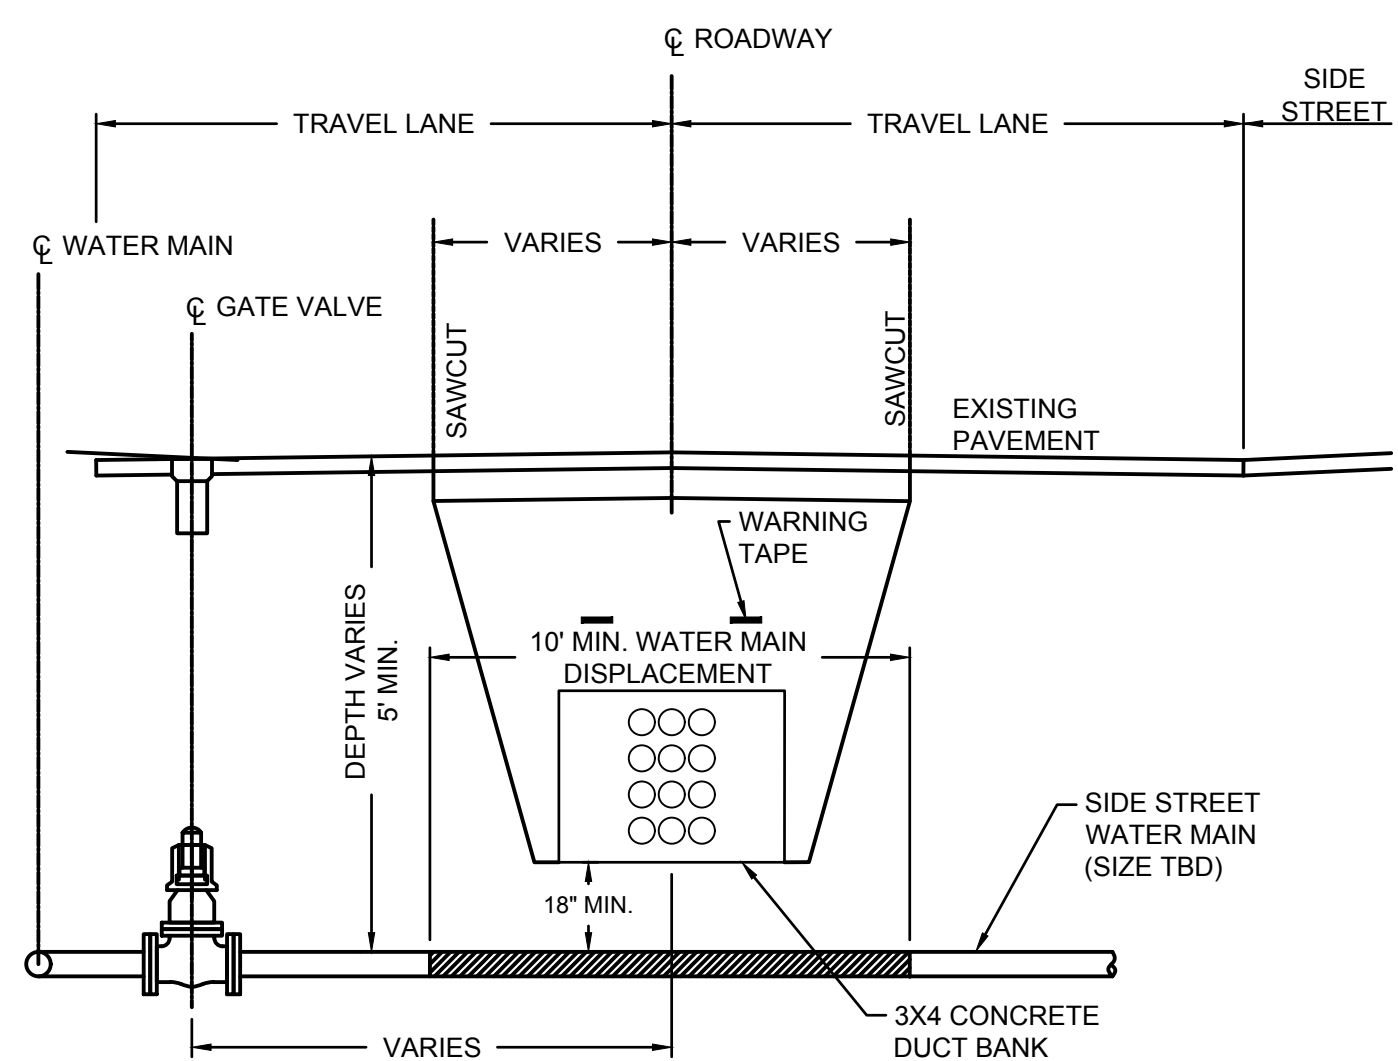 ℄ ROADWAY
SIDE
STREET
TRAVEL LANE
TRAVEL LANE
℄ WATER MAIN
VARIES
VARIES
℄ GATE VALVE
SAWCUT
SAWCUT
EXISTING
PAVEMENT
WARNING
TAPE
DEPTH VARIES
5' MIN.
10' MIN. WATER MAIN
DISPLACEMENT
SIDE STREET
WATER MAIN
(SIZE TBD)
18" MIN.
3X4 CONCRETE
DUCT BANK
VARIES